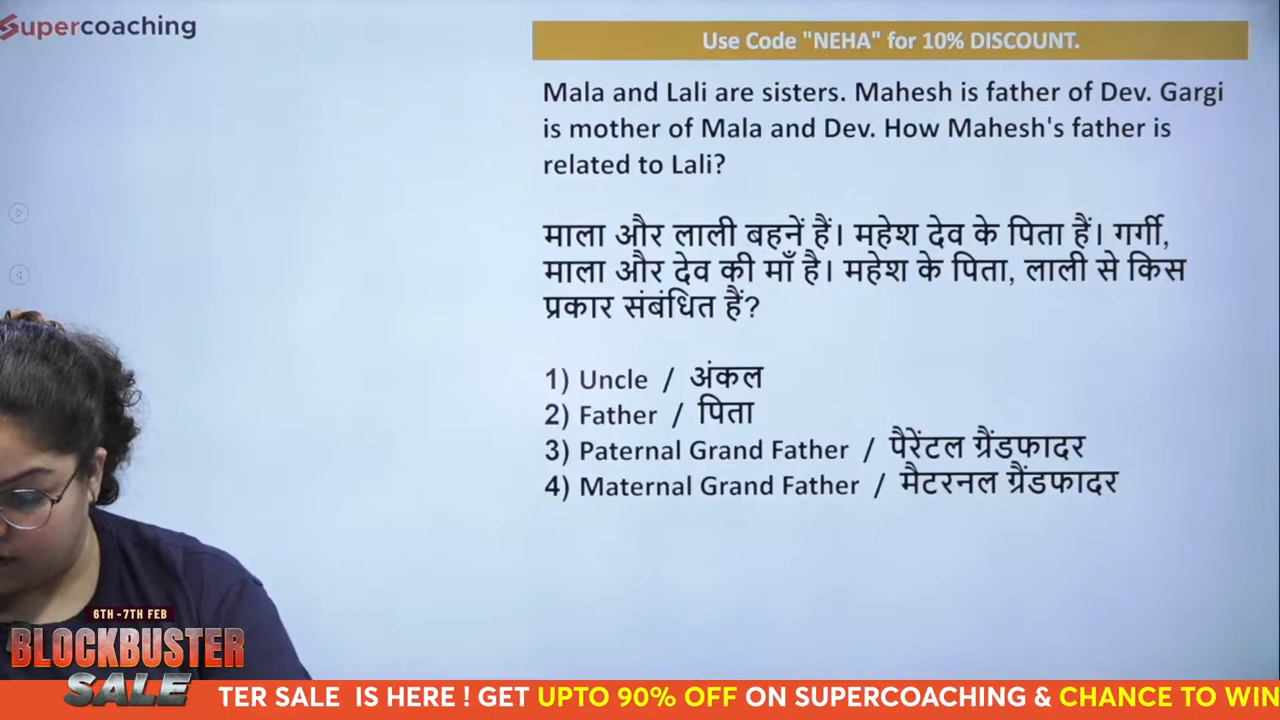 Supercoaching
Use Code "NEHA" for 10% DISCOUNT.
Mala and Lali are sisters. Mahesh is father of Dev. Gargi
is mother of Mala and Dev. How Mahesh's father is
related to Lali?
माला और लाली बहनें हैं। महेश देव के पिता हैं। गर्गी,
माला और देव की माँ है। महेश के पिता, लाली से किस
प्रकार संबंधित हैं?
1) Uncle / अंकल
2) Father / पिता
3) Paternal Grand Father / पैरेंटल ग्रैंडफादर
4) Maternal Grand Father / मैटरनल ग्रैंडफादर
6TH -7TH FEB
BLOCKBUSTER
SALE
TER SALE IS HERE ! GET UPTO 90% OFF ON SUPERCOACHING & CHANCE TO WIN